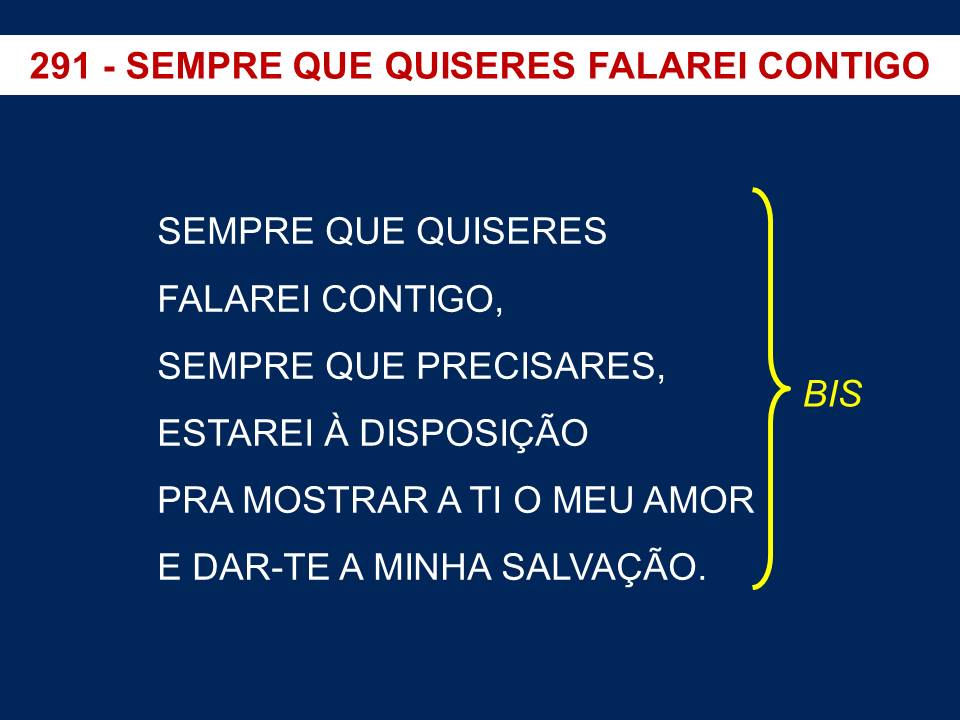 291 - SEMPRE QUE QUISERES FALAREI CONTIGO
SEMPRE QUE QUISERES
FALAREI CONTIGO,
SEMPRE QUE PRECISARES,
ESTAREI À DISPOSIÇÃO
PRA MOSTRAR A TI O MEU AMOR
E DAR-TE A MINHA SALVAÇÃO.
BIS